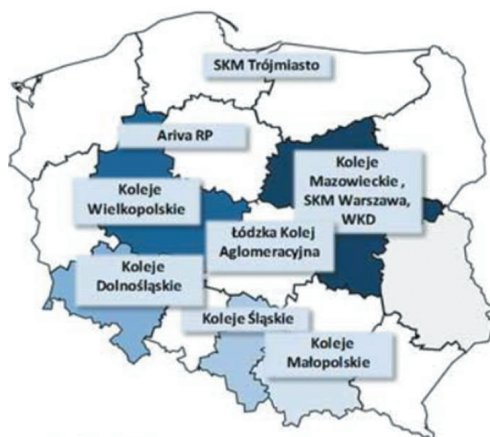 SKM Trójmiasto
Ariva RP
Koleje
Mazowieckie ,
SKM Warszawa,
WKD
Koleje
Wielkopolskie
Łódzka Kolej
Aglomeracyjna
Koleje
Dolnośląskie
Koleje Śląskie
Koleje
Małopolskie